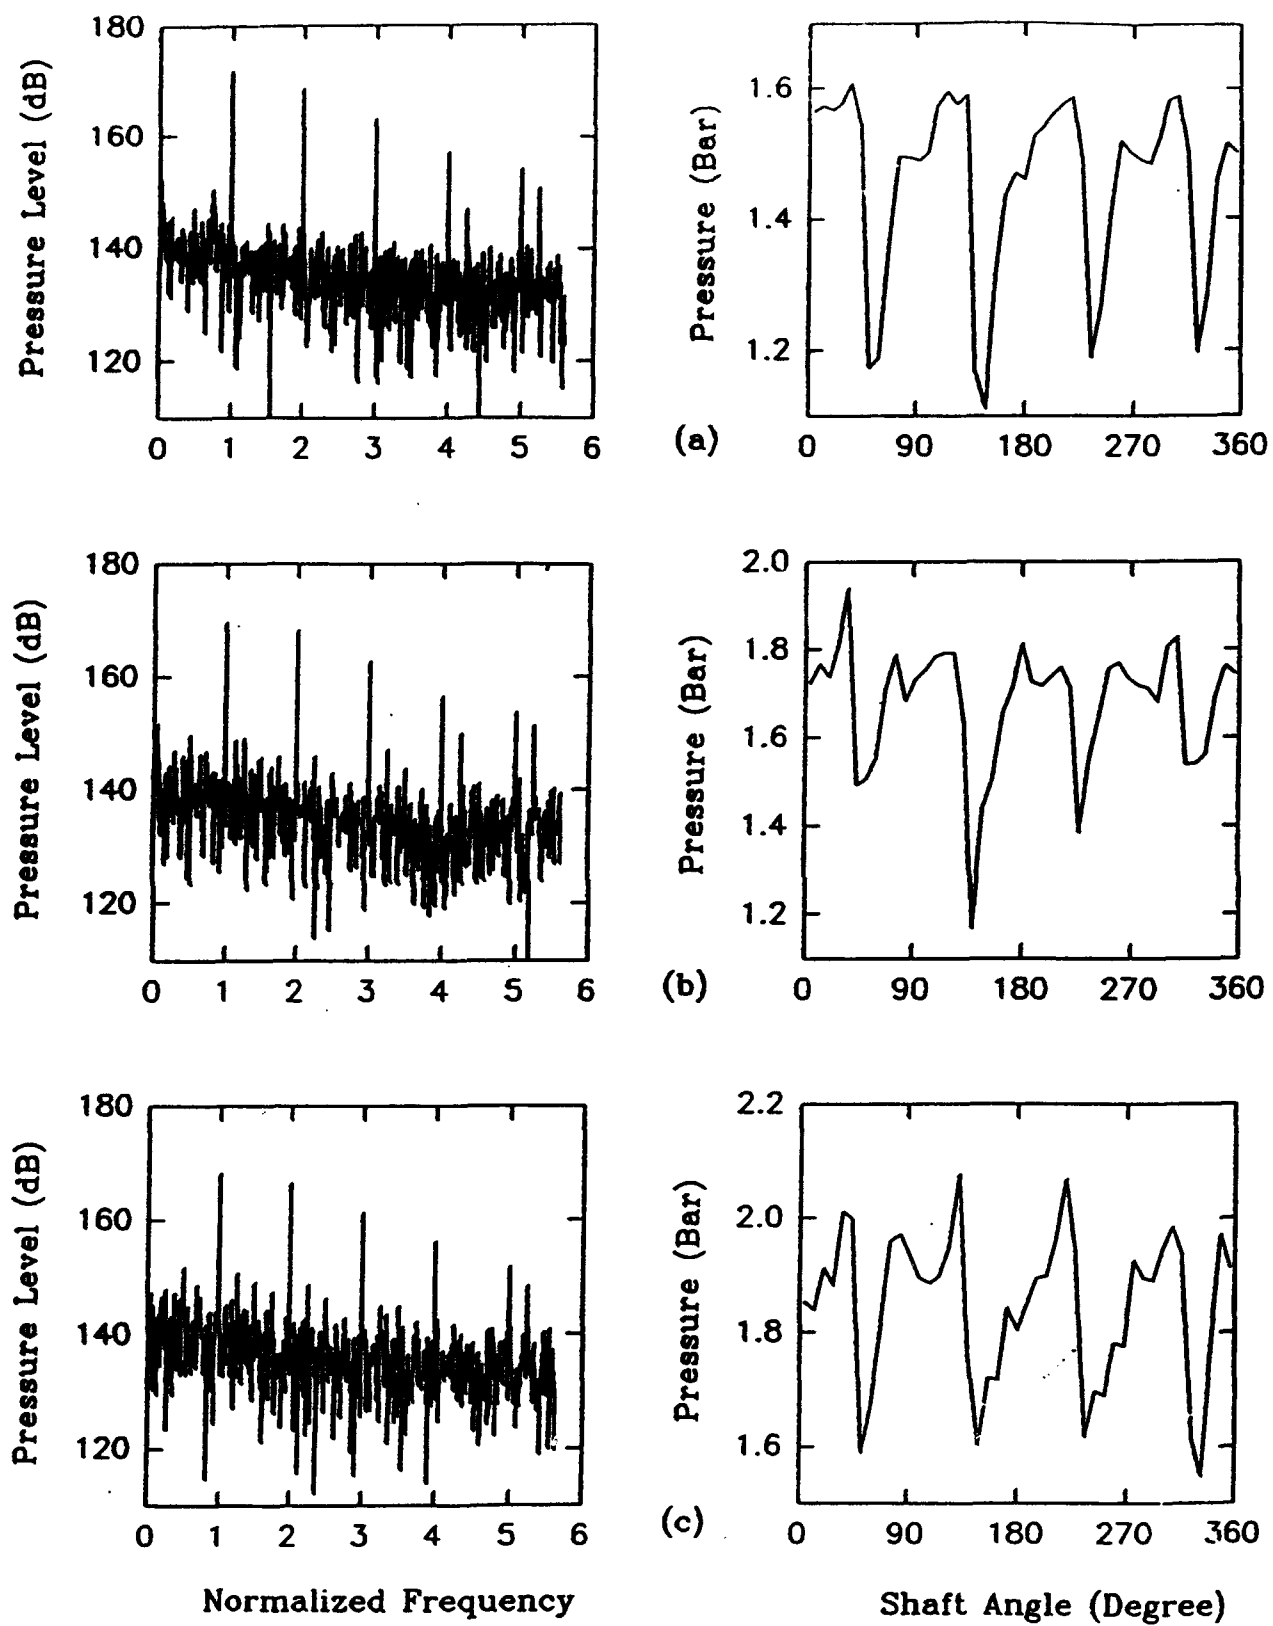 180
160
140
120
Pressure Level (dB)
0 1 2 3 4 5 6
1.6
1.4
1.2
Pressure (Bar)
(a)
0 90 180 270 360
180
160
140
120
Pressure Level (dB)
0 1 2 3 4 5 6
2.0
1.8
1.6
1.4
1.2
Pressure (Bar)
(b)
0 90 180 270 360
180
160
140
120
Pressure Level (dB)
0 1 2 3 4 5 6
Normalized Frequency
2.2
2.0
1.8
1.6
Pressure (Bar)
(c)
0 90 180 270 360
Shaft Angle (Degree)